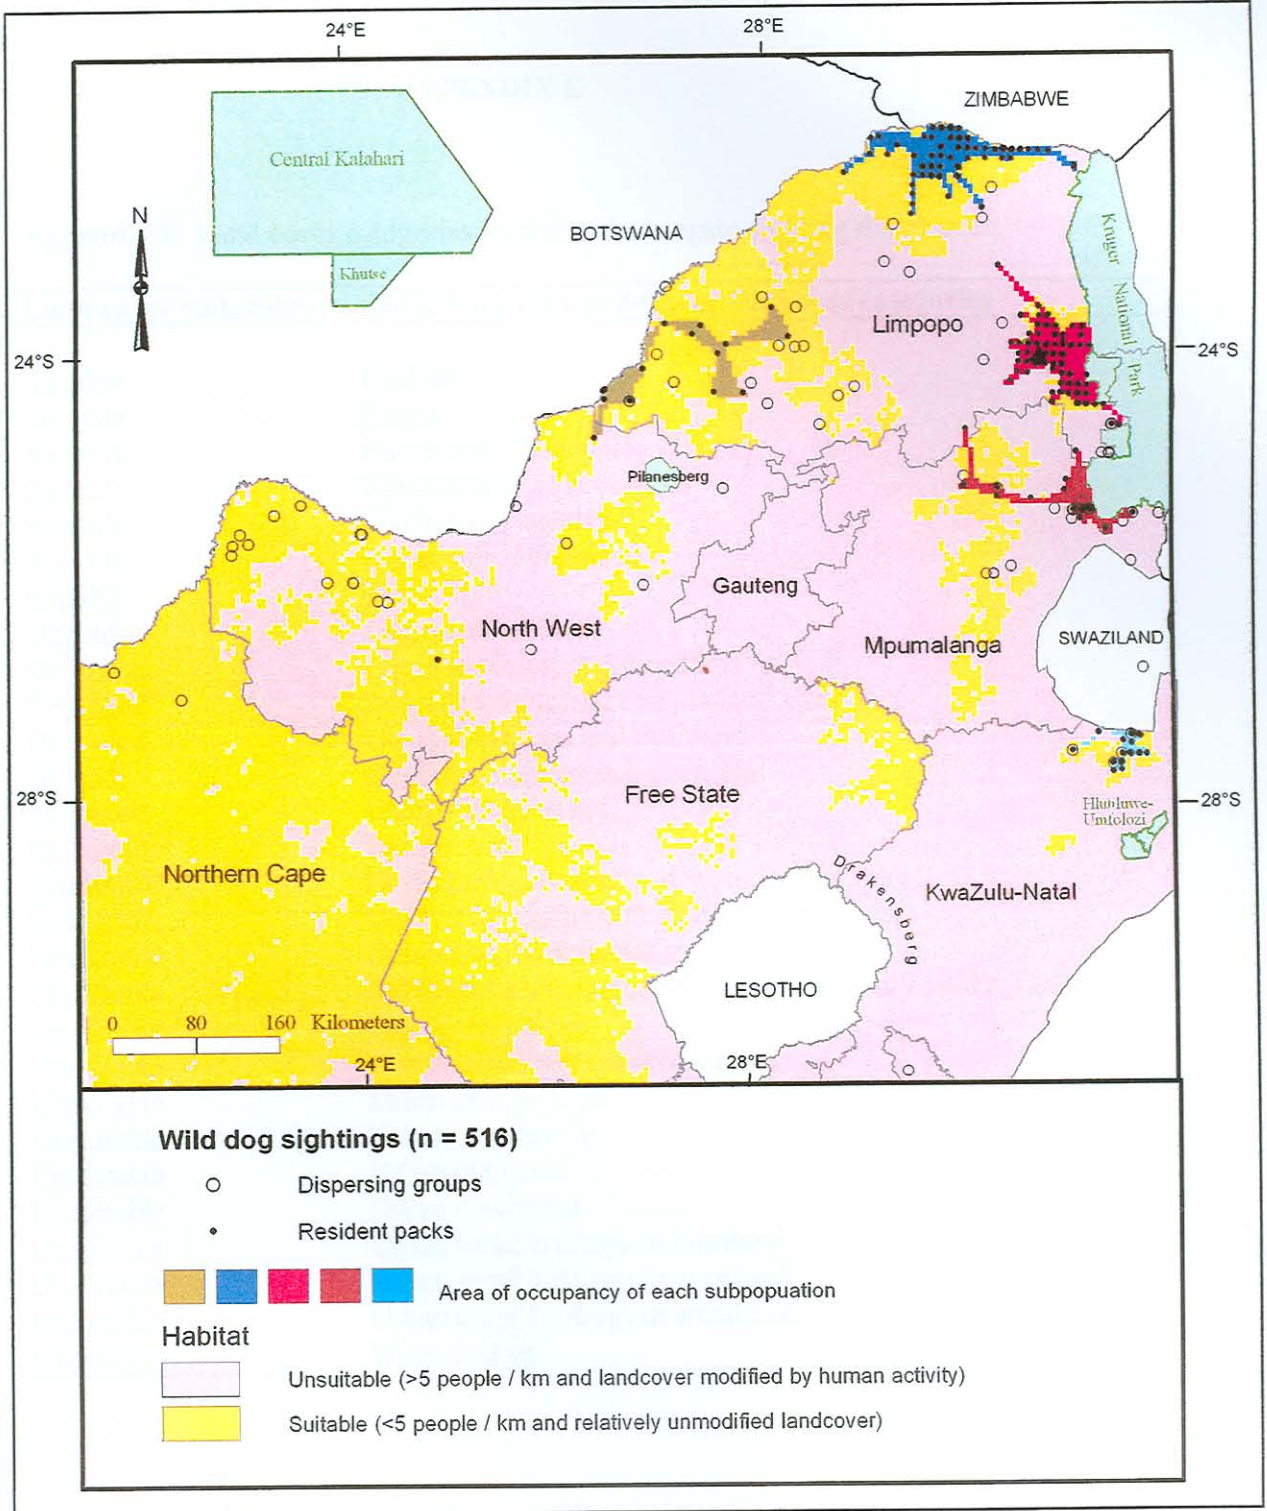 24°E
28°E
ZIMBABWE
Central Kalahari
N
BOTSWANA
Khutse
Kruger
National
Park
Limpopo
24°S
24°S
Pilanesberg
Gauteng
North West
Mpumalanga
SWAZILAND
Free State
28°S
28°S
Hluhluwe-
Umfolozi
Northern Cape
Drakensberg
KwaZulu-Natal
LESOTHO
0 80 160 Kilometers
24°E
28°E
Wild dog sightings (n = 516)
Dispersing groups
Resident packs
Area of occupancy of each subpopuation
Habitat
Unsuitable (>5 people / km and landcover modified by human activity)
Suitable (<5 people / km and relatively unmodified landcover)